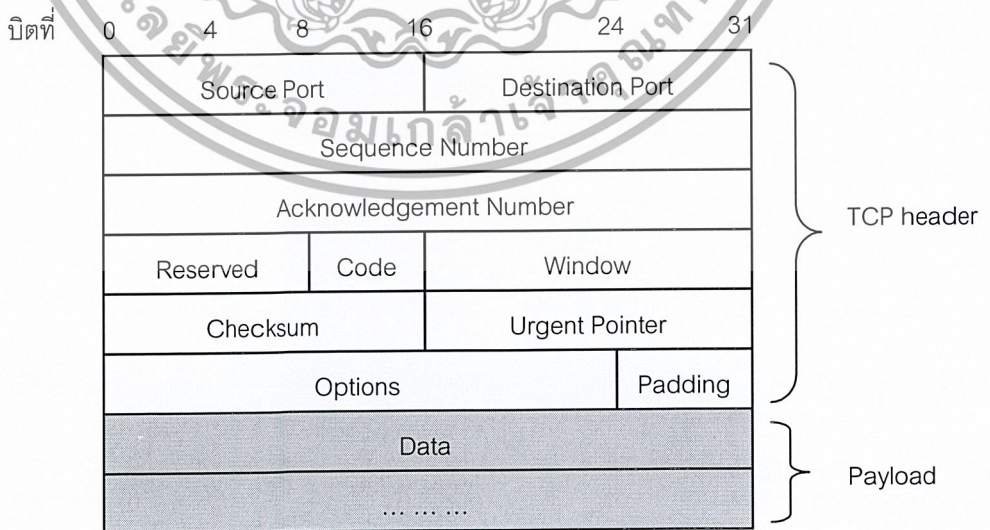 บิตที่ 0 4 8 16 24 31
Source Port Destination Port
Sequence Number
Acknowledgement Number
TCP header
Reserved Code Window
Checksum Urgent Pointer
Options Padding
Data
Payload
... ... ...